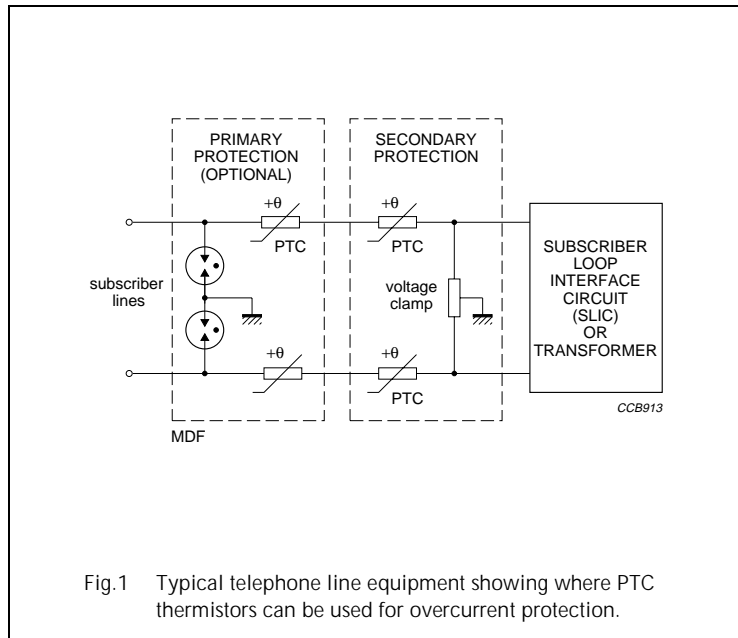 PRIMARY
PROTECTION
(OPTIONAL)
SECONDARY
PROTECTION
+θ
PTC
+θ
PTC
subscriber
lines
voltage
clamp
SUBSCRIBER
LOOP
INTERFACE
CIRCUIT
(SLIC)
OR
TRANSFORMER
+θ
+θ
PTC
CCB913
MDF
Fig.1 Typical telephone line equipment showing where PTC
thermistors can be used for overcurrent protection.